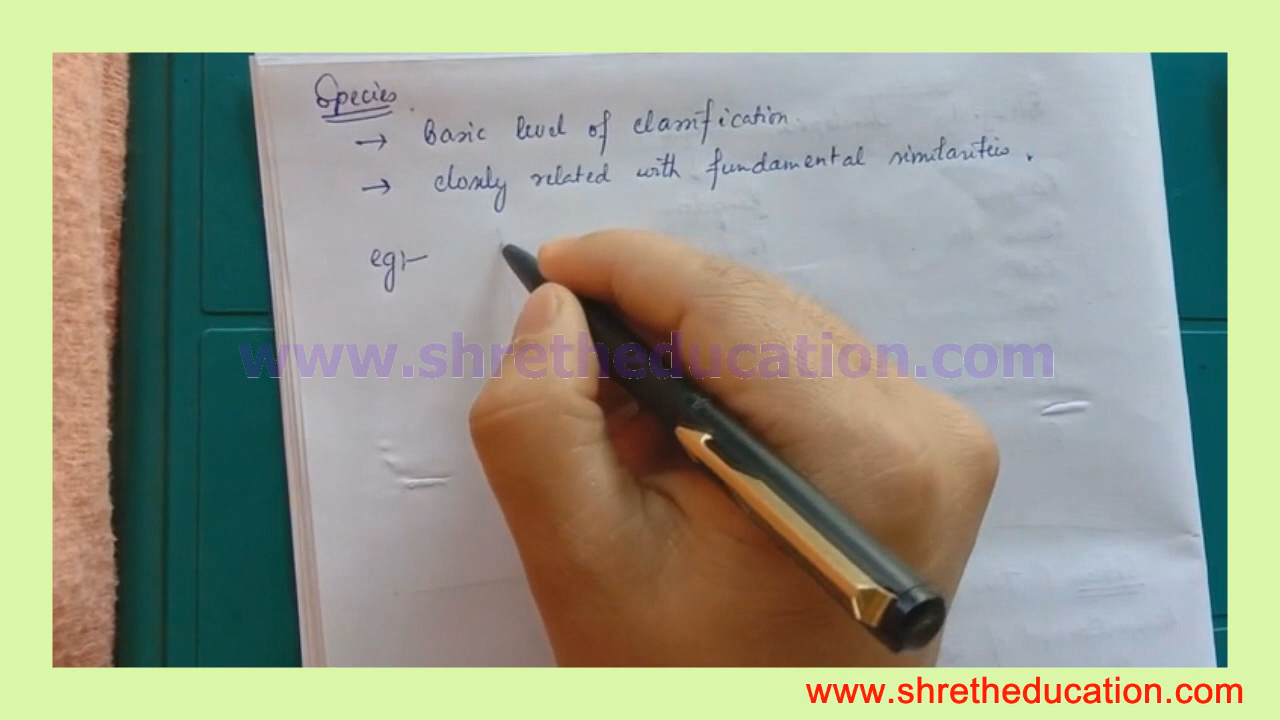 Species.
→ Basic level of classification.
→ closely related with fundamental similarities.
eg:-
www.shretheducation.com
www.shretheducation.com